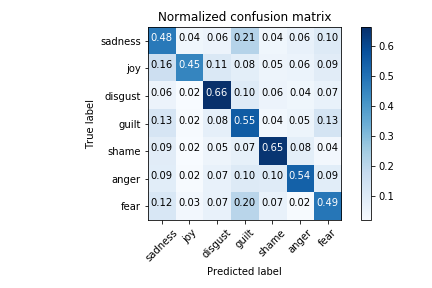 Normalized confusion matrix
sadness 0.48 0.04 0.06 0.21 0.04 0.06 0.10
joy 0.16 0.45 0.11 0.08 0.05 0.06 0.09
disgust 0.06 0.02 0.66 0.10 0.06 0.04 0.07
guilt 0.13 0.02 0.08 0.55 0.04 0.05 0.13
shame 0.09 0.02 0.05 0.07 0.65 0.08 0.04
anger 0.09 0.02 0.07 0.10 0.10 0.54 0.09
fear 0.12 0.03 0.07 0.20 0.07 0.02 0.49
sadness joy disgust guilt shame anger fear
True label
Predicted label
0.6
0.5
0.4
0.3
0.2
0.1